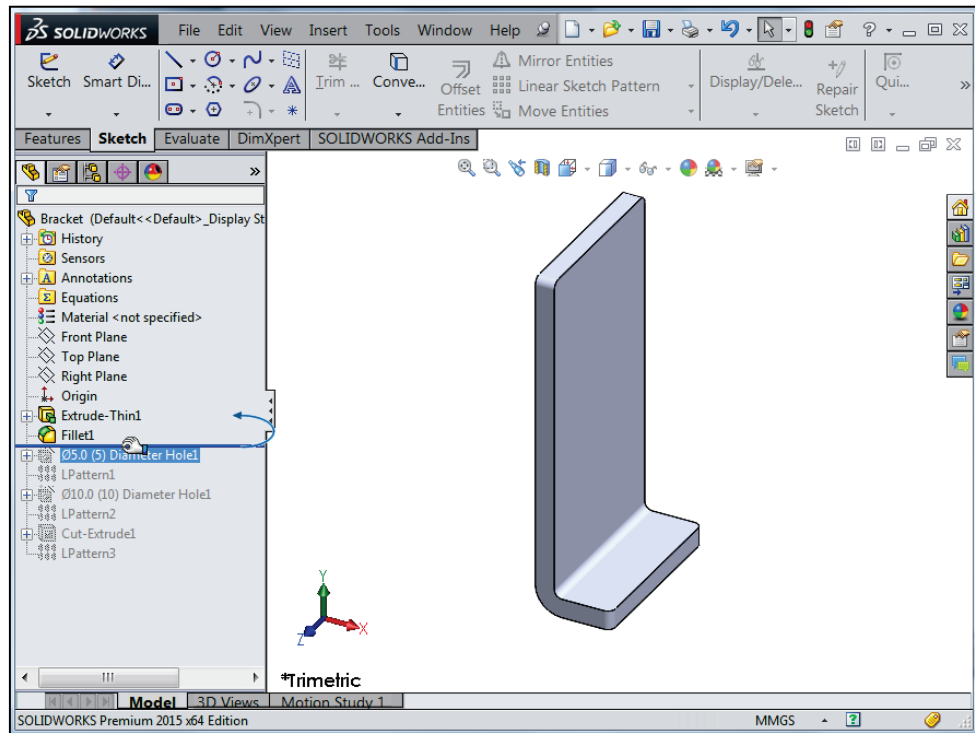 SOLIDWORKS File Edit View Insert Tools Window Help
Sketch Smart Di... Trim ... Conve... Offset Entities Mirror Entities Display/Dele... Repair Sketch Qui...
Linear Sketch Pattern
Move Entities
Features Sketch Evaluate DimXpert SOLIDWORKS Add-Ins
Bracket (Default<<Default>_Display St
History
Sensors
Annotations
Equations
Material <not specified>
Front Plane
Top Plane
Right Plane
Origin
Extrude-Thin1
Fillet1
Ø5.0 (5) Diameter Hole1
LPattern1
Ø10.0 (10) Diameter Hole1
LPattern2
Cut-Extrude1
LPattern3
Y
X
Z
*Trimetric
Model 3D Views Motion Study 1
SOLIDWORKS Premium 2015 x64 Edition MMGS